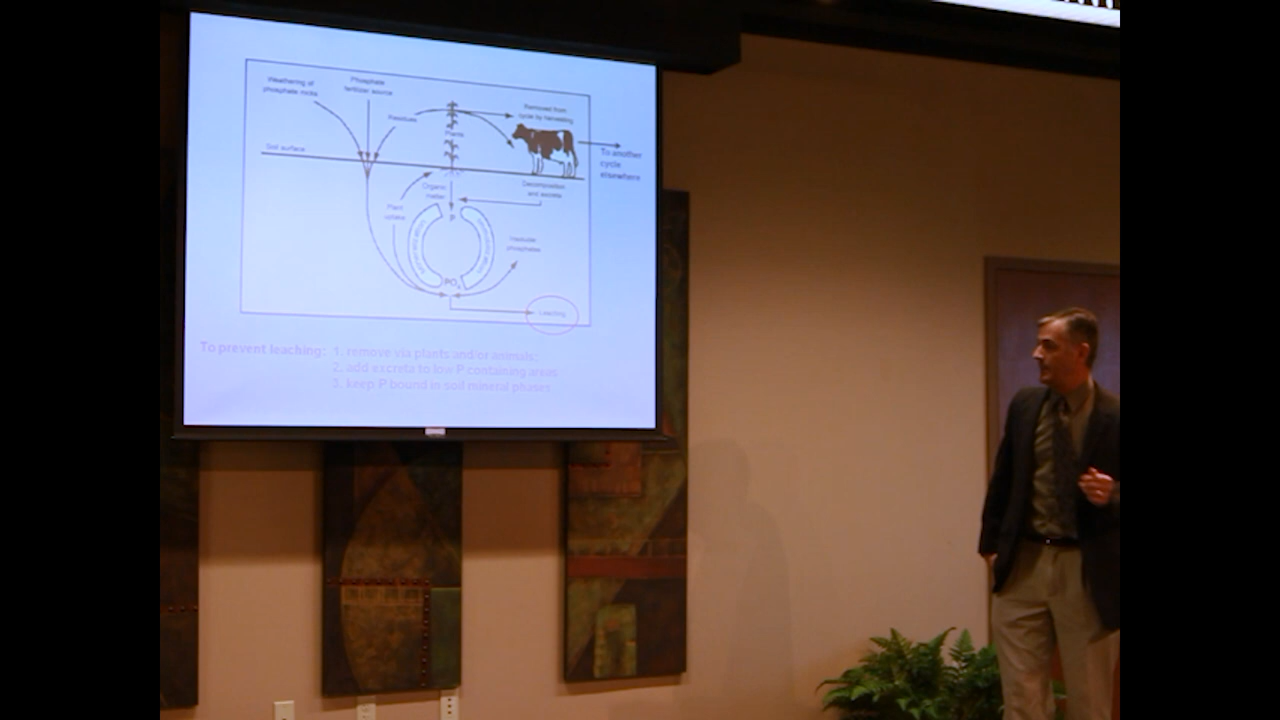 Weathering of
phosphate rocks
Phosphate
fertilizer source
Residues
Plants
Removed from
cycle by harvesting
To another
cycle
elsewhere
Soil surface
Organic
matter
Decomposition
and excreta
Plant
uptake
P
PO4
Leaching
To prevent leaching: 1. remove via plants and/or animals;
2. add excreta to low P containing areas
3. keep P bound in soil mineral phases